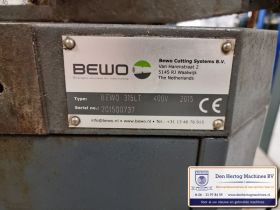 BEWO
Bewo Cutting Systems B.V.
Van Harenstraat 2
5145 RJ Waalwijk
The Netherlands
Type: BEWO 315LT 400V 2015
Serial no.: 201500737
CE
info@bewo.nl • www.bewo.nl •
Den Hertog Machines BV